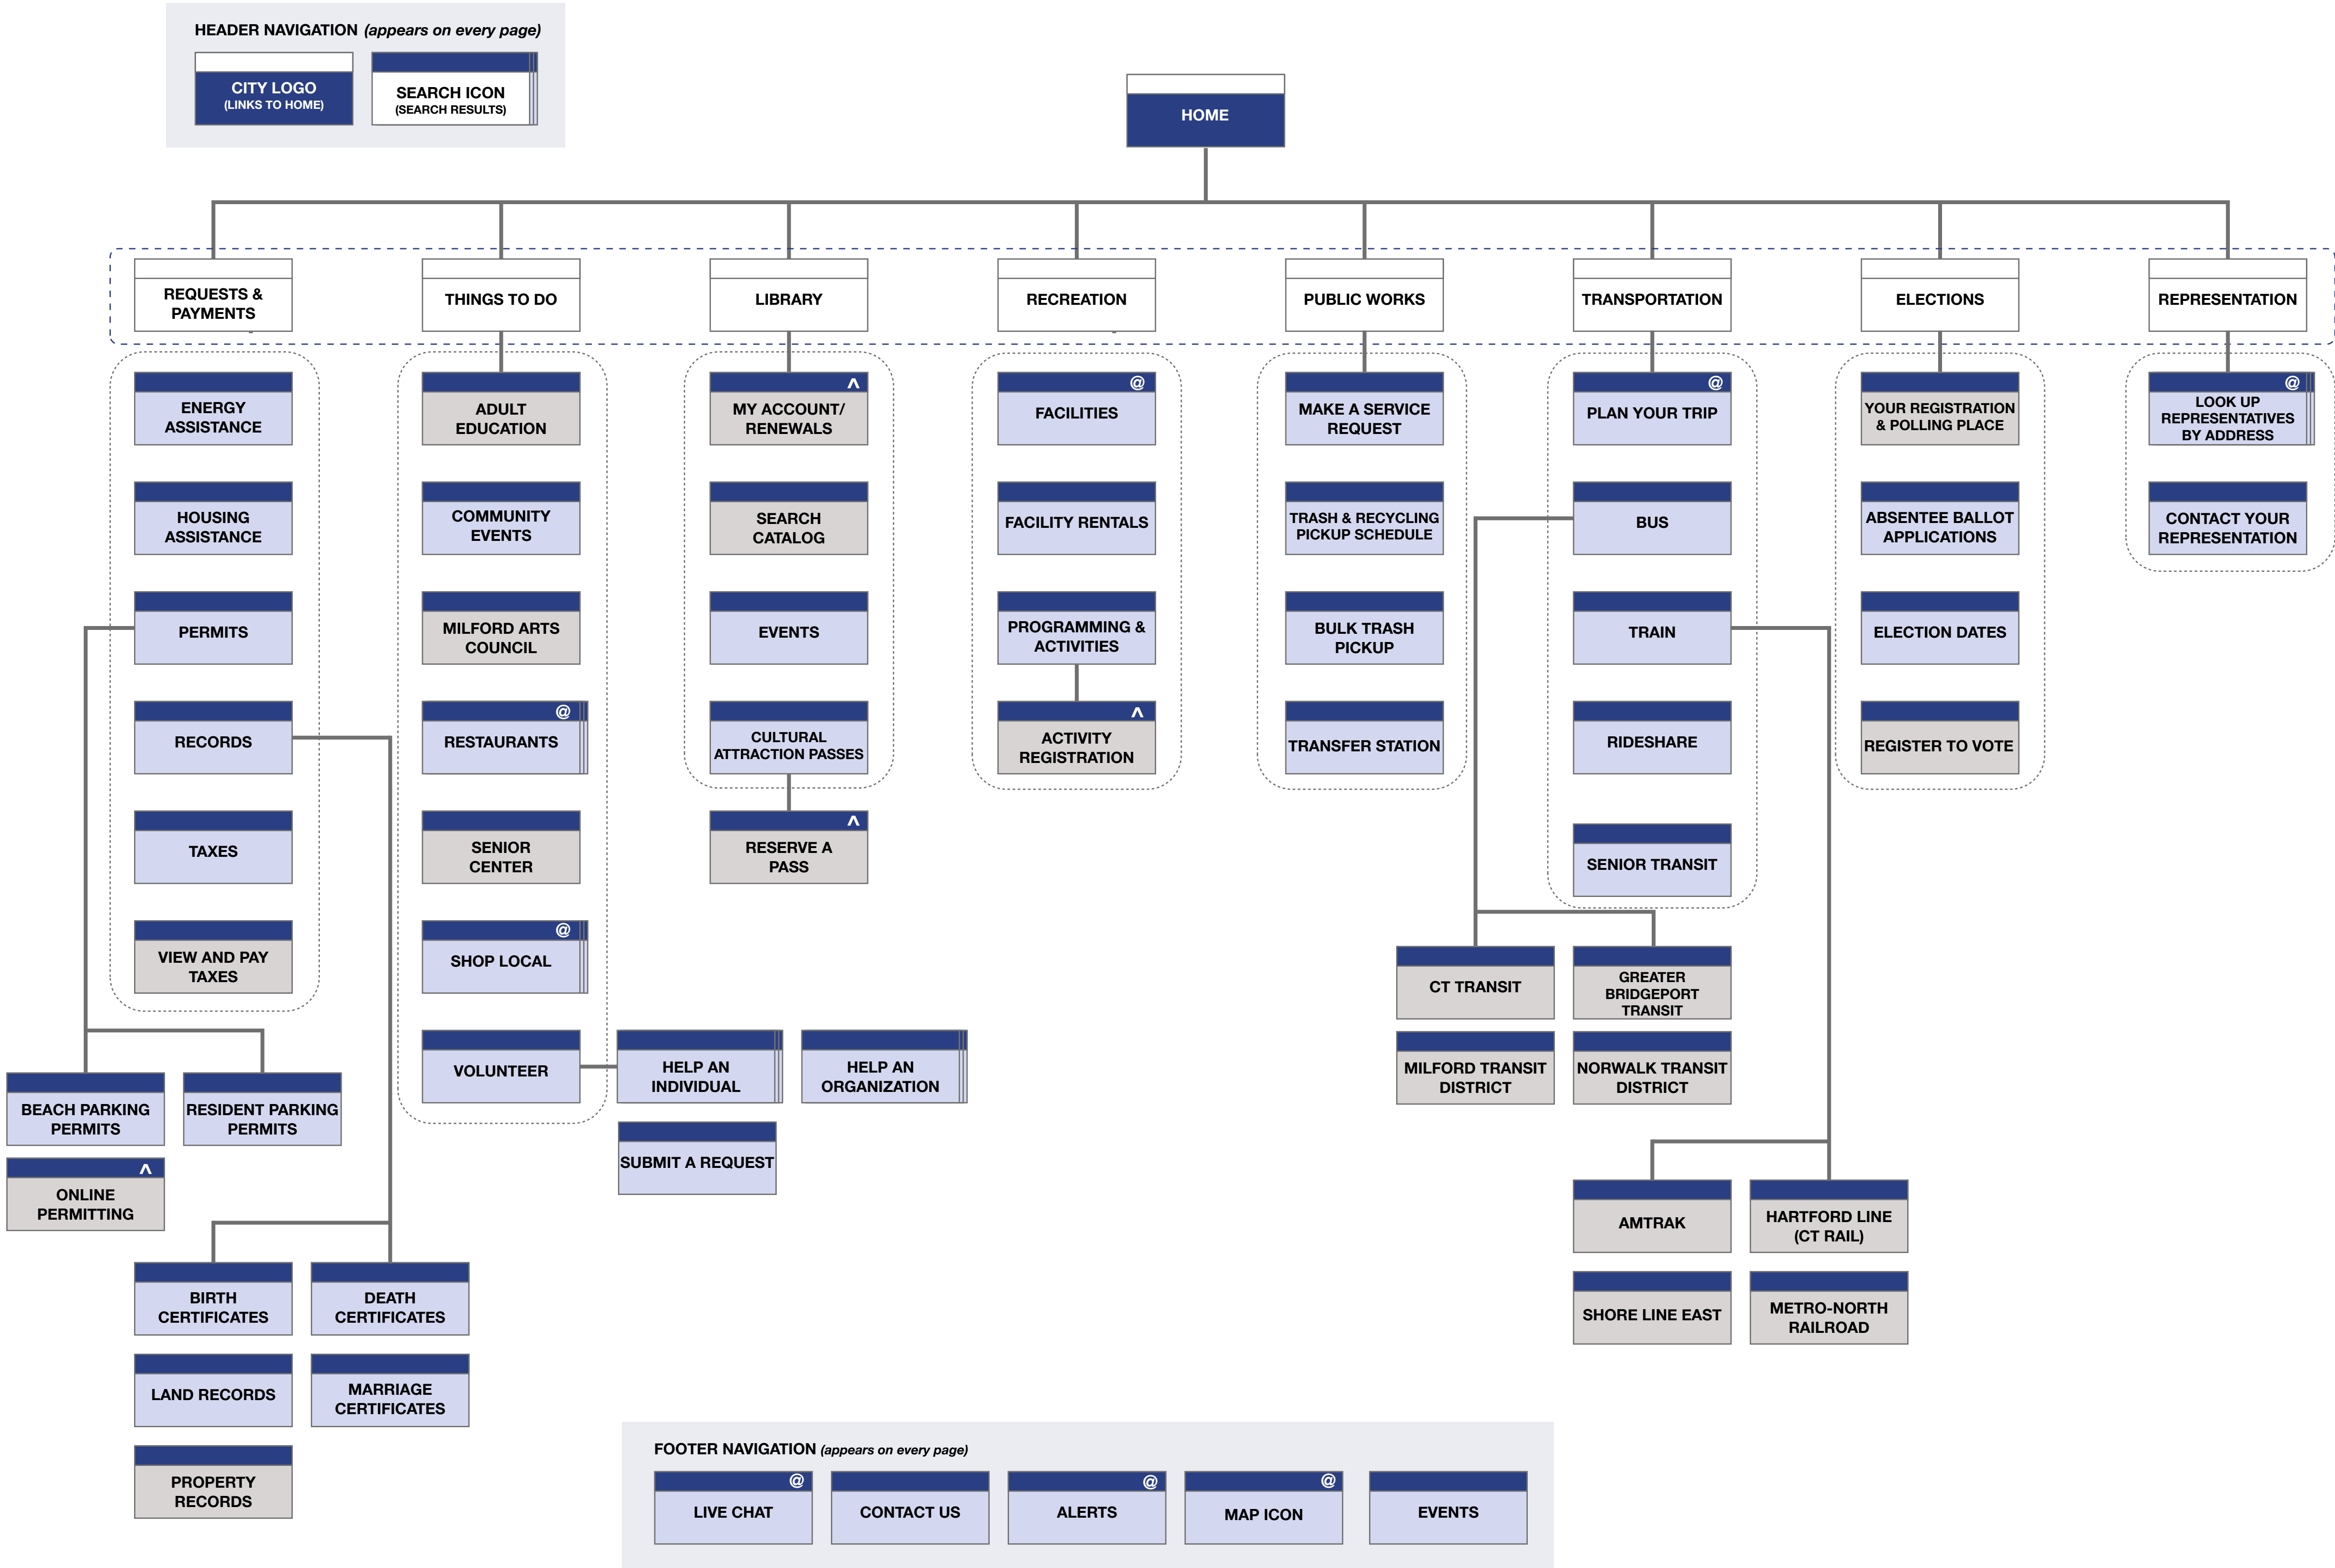 HEADER NAVIGATION (appears on every page)
CITY LOGO
(LINKS TO HOME)
SEARCH ICON
(SEARCH RESULTS)
HOME
REQUESTS &
PAYMENTS
THINGS TO DO
LIBRARY
RECREATION
PUBLIC WORKS
TRANSPORTATION
ELECTIONS
REPRESENTATION
ENERGY
ASSISTANCE
HOUSING
ASSISTANCE
PERMITS
RECORDS
TAXES
VIEW AND PAY
TAXES
BEACH PARKING
PERMITS
RESIDENT PARKING
PERMITS
^
ONLINE
PERMITTING
BIRTH
CERTIFICATES
DEATH
CERTIFICATES
LAND RECORDS
MARRIAGE
CERTIFICATES
PROPERTY
RECORDS
ADULT
EDUCATION
COMMUNITY
EVENTS
MILFORD ARTS
COUNCIL
@
RESTAURANTS
SENIOR
CENTER
@
SHOP LOCAL
VOLUNTEER
HELP AN
INDIVIDUAL
HELP AN
ORGANIZATION
SUBMIT A REQUEST
^
MY ACCOUNT/
RENEWALS
SEARCH
CATALOG
EVENTS
CULTURAL
ATTRACTION PASSES
^
RESERVE A
PASS
@
FACILITIES
FACILITY RENTALS
PROGRAMMING &
ACTIVITIES
^
ACTIVITY
REGISTRATION
MAKE A SERVICE
REQUEST
TRASH & RECYCLING
PICKUP SCHEDULE
BULK TRASH
PICKUP
TRANSFER STATION
@
PLAN YOUR TRIP
BUS
TRAIN
RIDESHARE
SENIOR TRANSIT
CT TRANSIT
GREATER
BRIDGEPORT
TRANSIT
MILFORD TRANSIT
DISTRICT
NORWALK TRANSIT
DISTRICT
AMTRAK
HARTFORD LINE
(CT RAIL)
SHORE LINE EAST
METRO-NORTH
RAILROAD
YOUR REGISTRATION
& POLLING PLACE
ABSENTEE BALLOT
APPLICATIONS
ELECTION DATES
REGISTER TO VOTE
@
LOOK UP
REPRESENTATIVES
BY ADDRESS
CONTACT YOUR
REPRESENTATION
FOOTER NAVIGATION (appears on every page)
@
LIVE CHAT
CONTACT US
@
ALERTS
@
MAP ICON
EVENTS